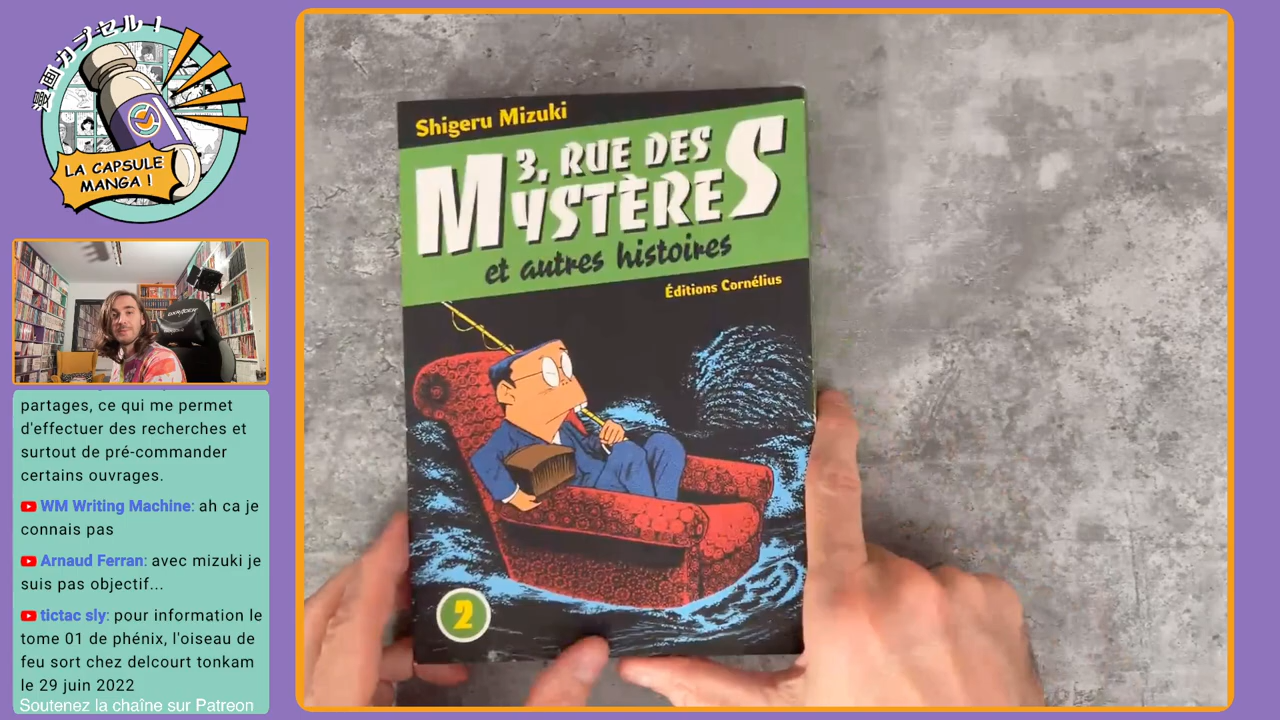 漫画カプセル！
LA CAPSULE
MANGA !
partages, ce qui me permet
d'effectuer des recherches et
surtout de pré-commander
certains ouvrages.
WM Writing Machine: ah ca je
connais pas
Arnaud Ferran: avec mizuki je
suis pas objectif...
tictac sly: pour information le
tome 01 de phénix, l'oiseau de
feu sort chez delcourt tonkam
le 29 juin 2022
Soutenez la chaîne sur Patreon
Shigeru Mizuki
3, RUE DES
MYSTÈRES
et autres histoires
Éditions Cornélius
2